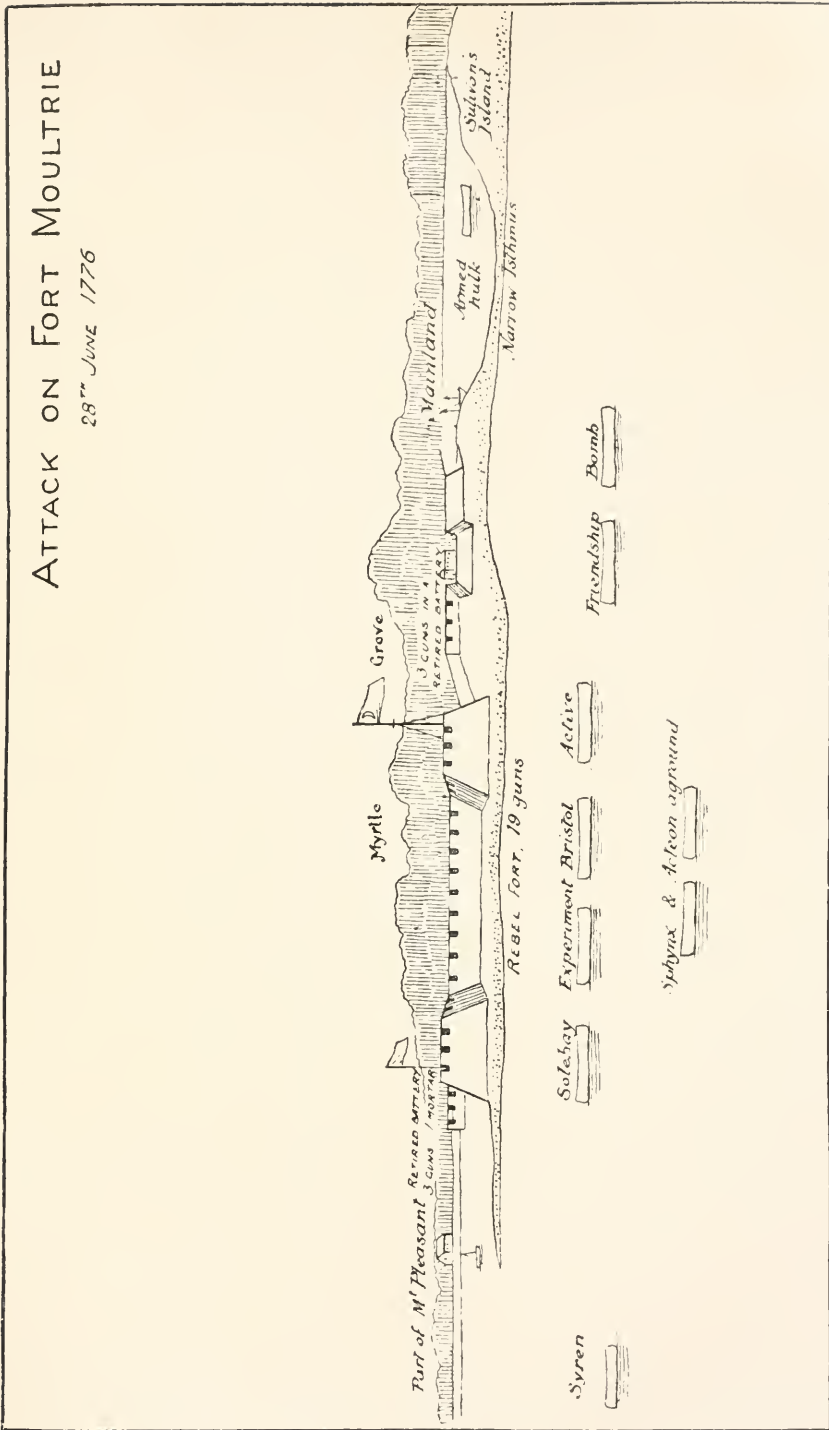 ATTACK ON FORT MOULTRIE
28TH JUNE 1776
Myrtle Grove
Part of Mt Pleasant
RETIRED BATTERY
3 GUNS 1 MORTAR
3 GUNS IN A
RETIRED BATTERY
Mainland
Armed
hulk
Sulivan's
Island
REBEL FORT, 19 guns
Narrow Isthmus
Syren
Solebay
Experiment
Bristol
Active
Friendship
Bomb
Sphynx & Acteon aground